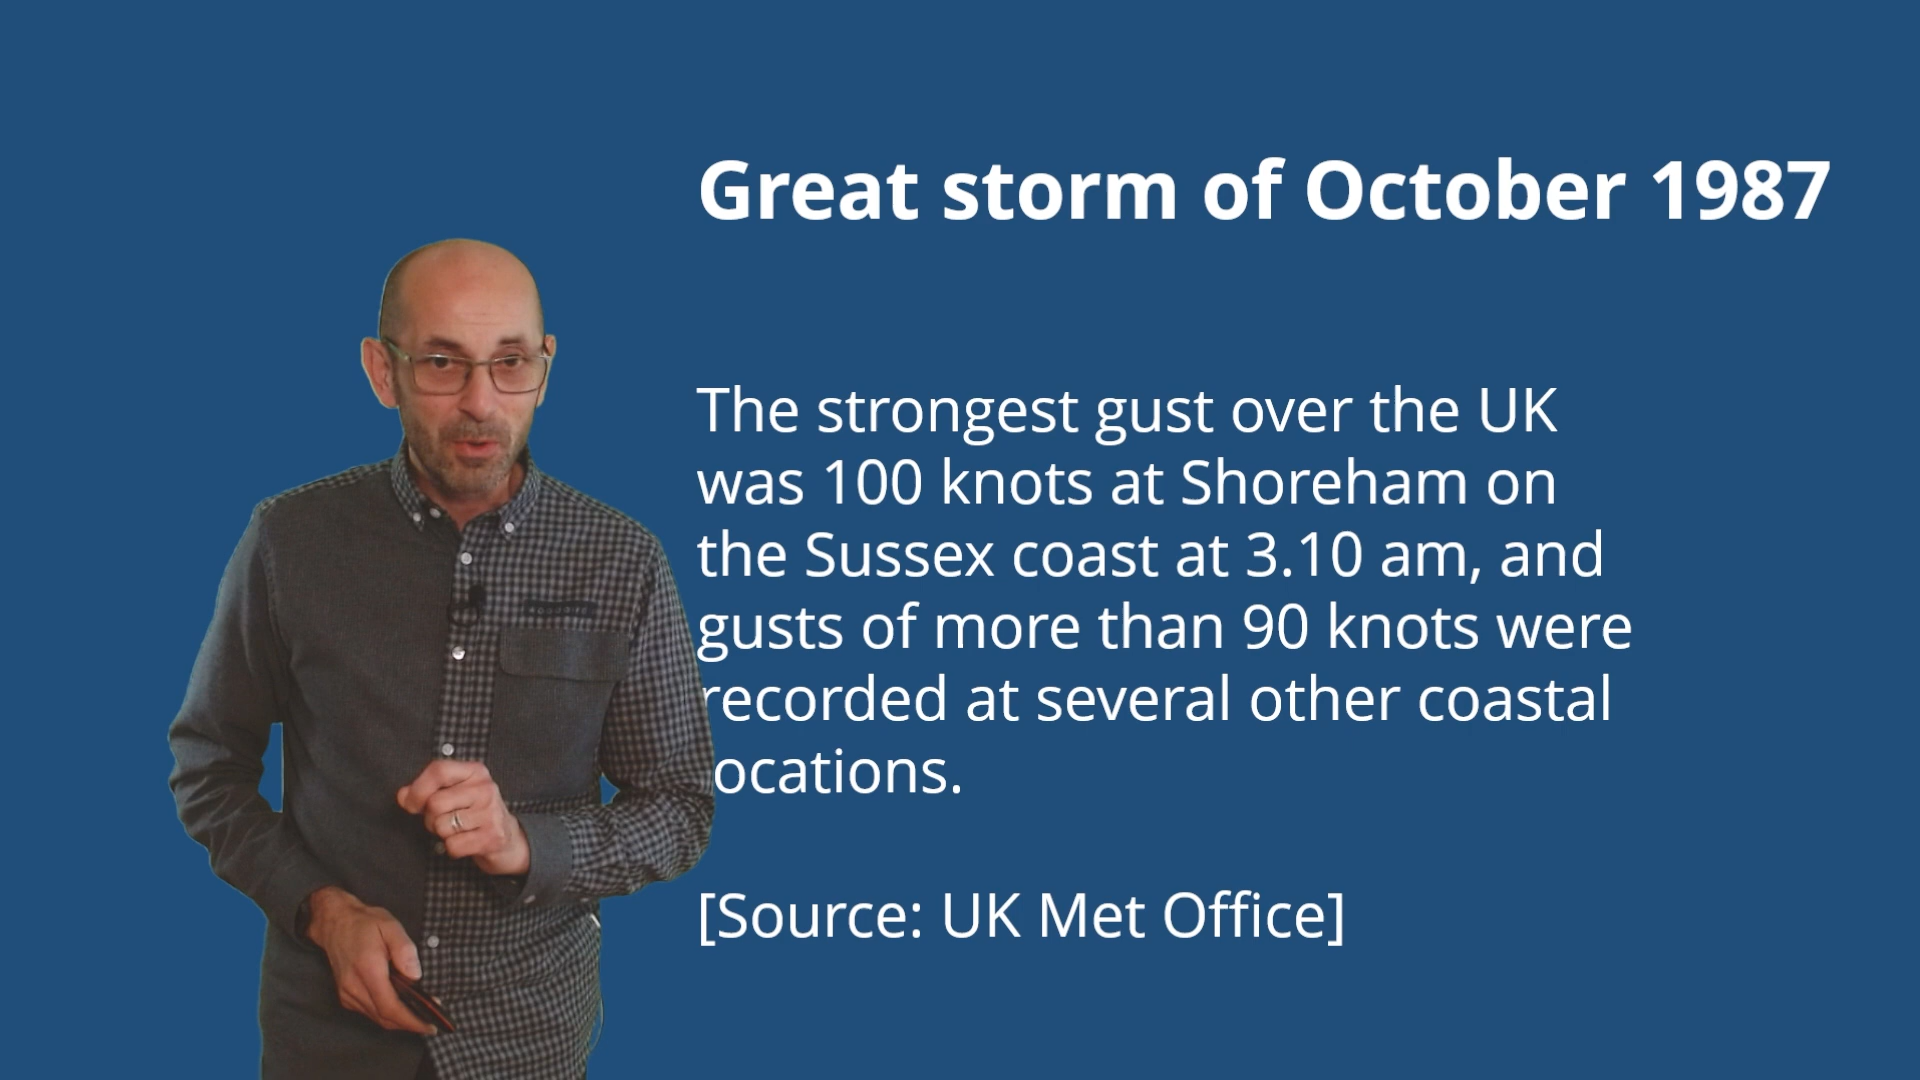 Great storm of October 1987
The strongest gust over the UK
was 100 knots at Shoreham on
the Sussex coast at 3.10 am, and
gusts of more than 90 knots were
recorded at several other coastal
ocations.
[Source: UK Met Office]